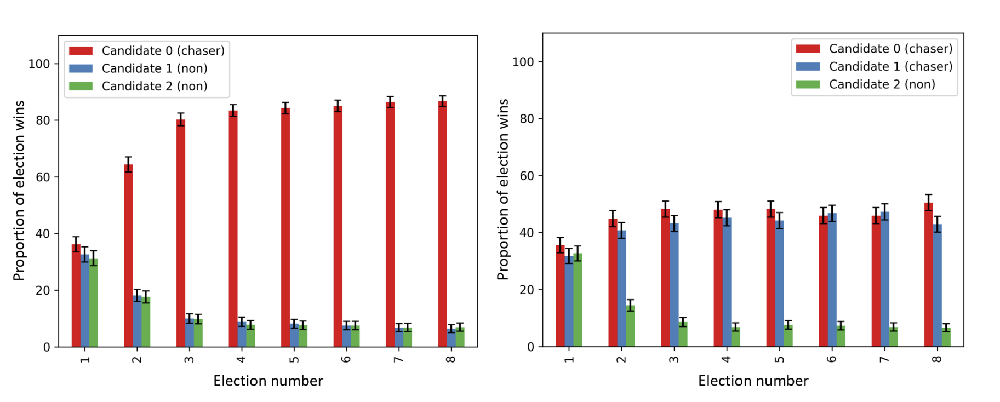 Candidate 0 (chaser)
Candidate 1 (non)
Candidate 2 (non)
Proportion of election wins
100
80
60
40
20
0
1 2 3 4 5 6 7 8
Election number
Candidate 0 (chaser)
Candidate 1 (chaser)
Candidate 2 (non)
Proportion of election wins
100
80
60
40
20
0
1 2 3 4 5 6 7 8
Election number